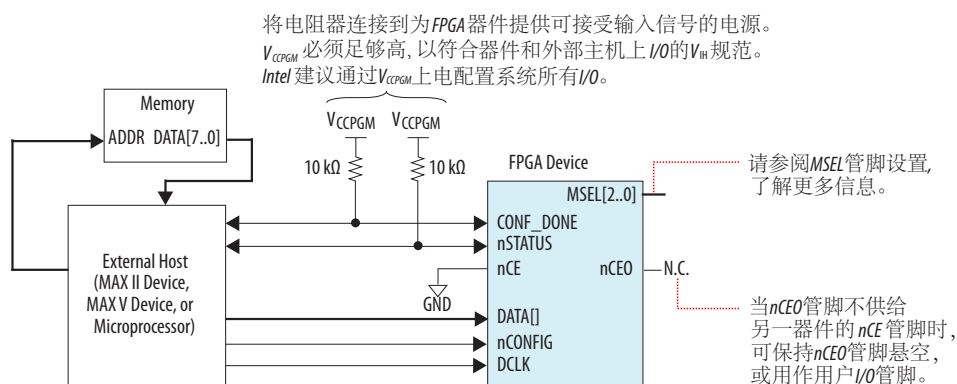 将电阻器连接到为FPGA器件提供可接受输入信号的电源。
VCCPGM 必须足够高, 以符合器件和外部主机上I/O的VIH规范。
Intel 建议通过VCCPGM上电配置系统所有I/O。
Memory
ADDR DATA[7..0]
VCCPGM VCCPGM
10 kΩ 10 kΩ
FPGA Device
MSEL[2..0]
CONF_DONE
nSTATUS
nCE nCEO N.C.
GND
DATA[]
nCONFIG
DCLK
External Host
(MAX II Device,
MAX V Device, or
Microprocessor)
请参阅MSEL管脚设置,
了解更多信息。
当nCEO管脚不供给
另一器件的 nCE 管脚时,
可保持nCEO管脚悬空,
或用作用户I/O管脚。